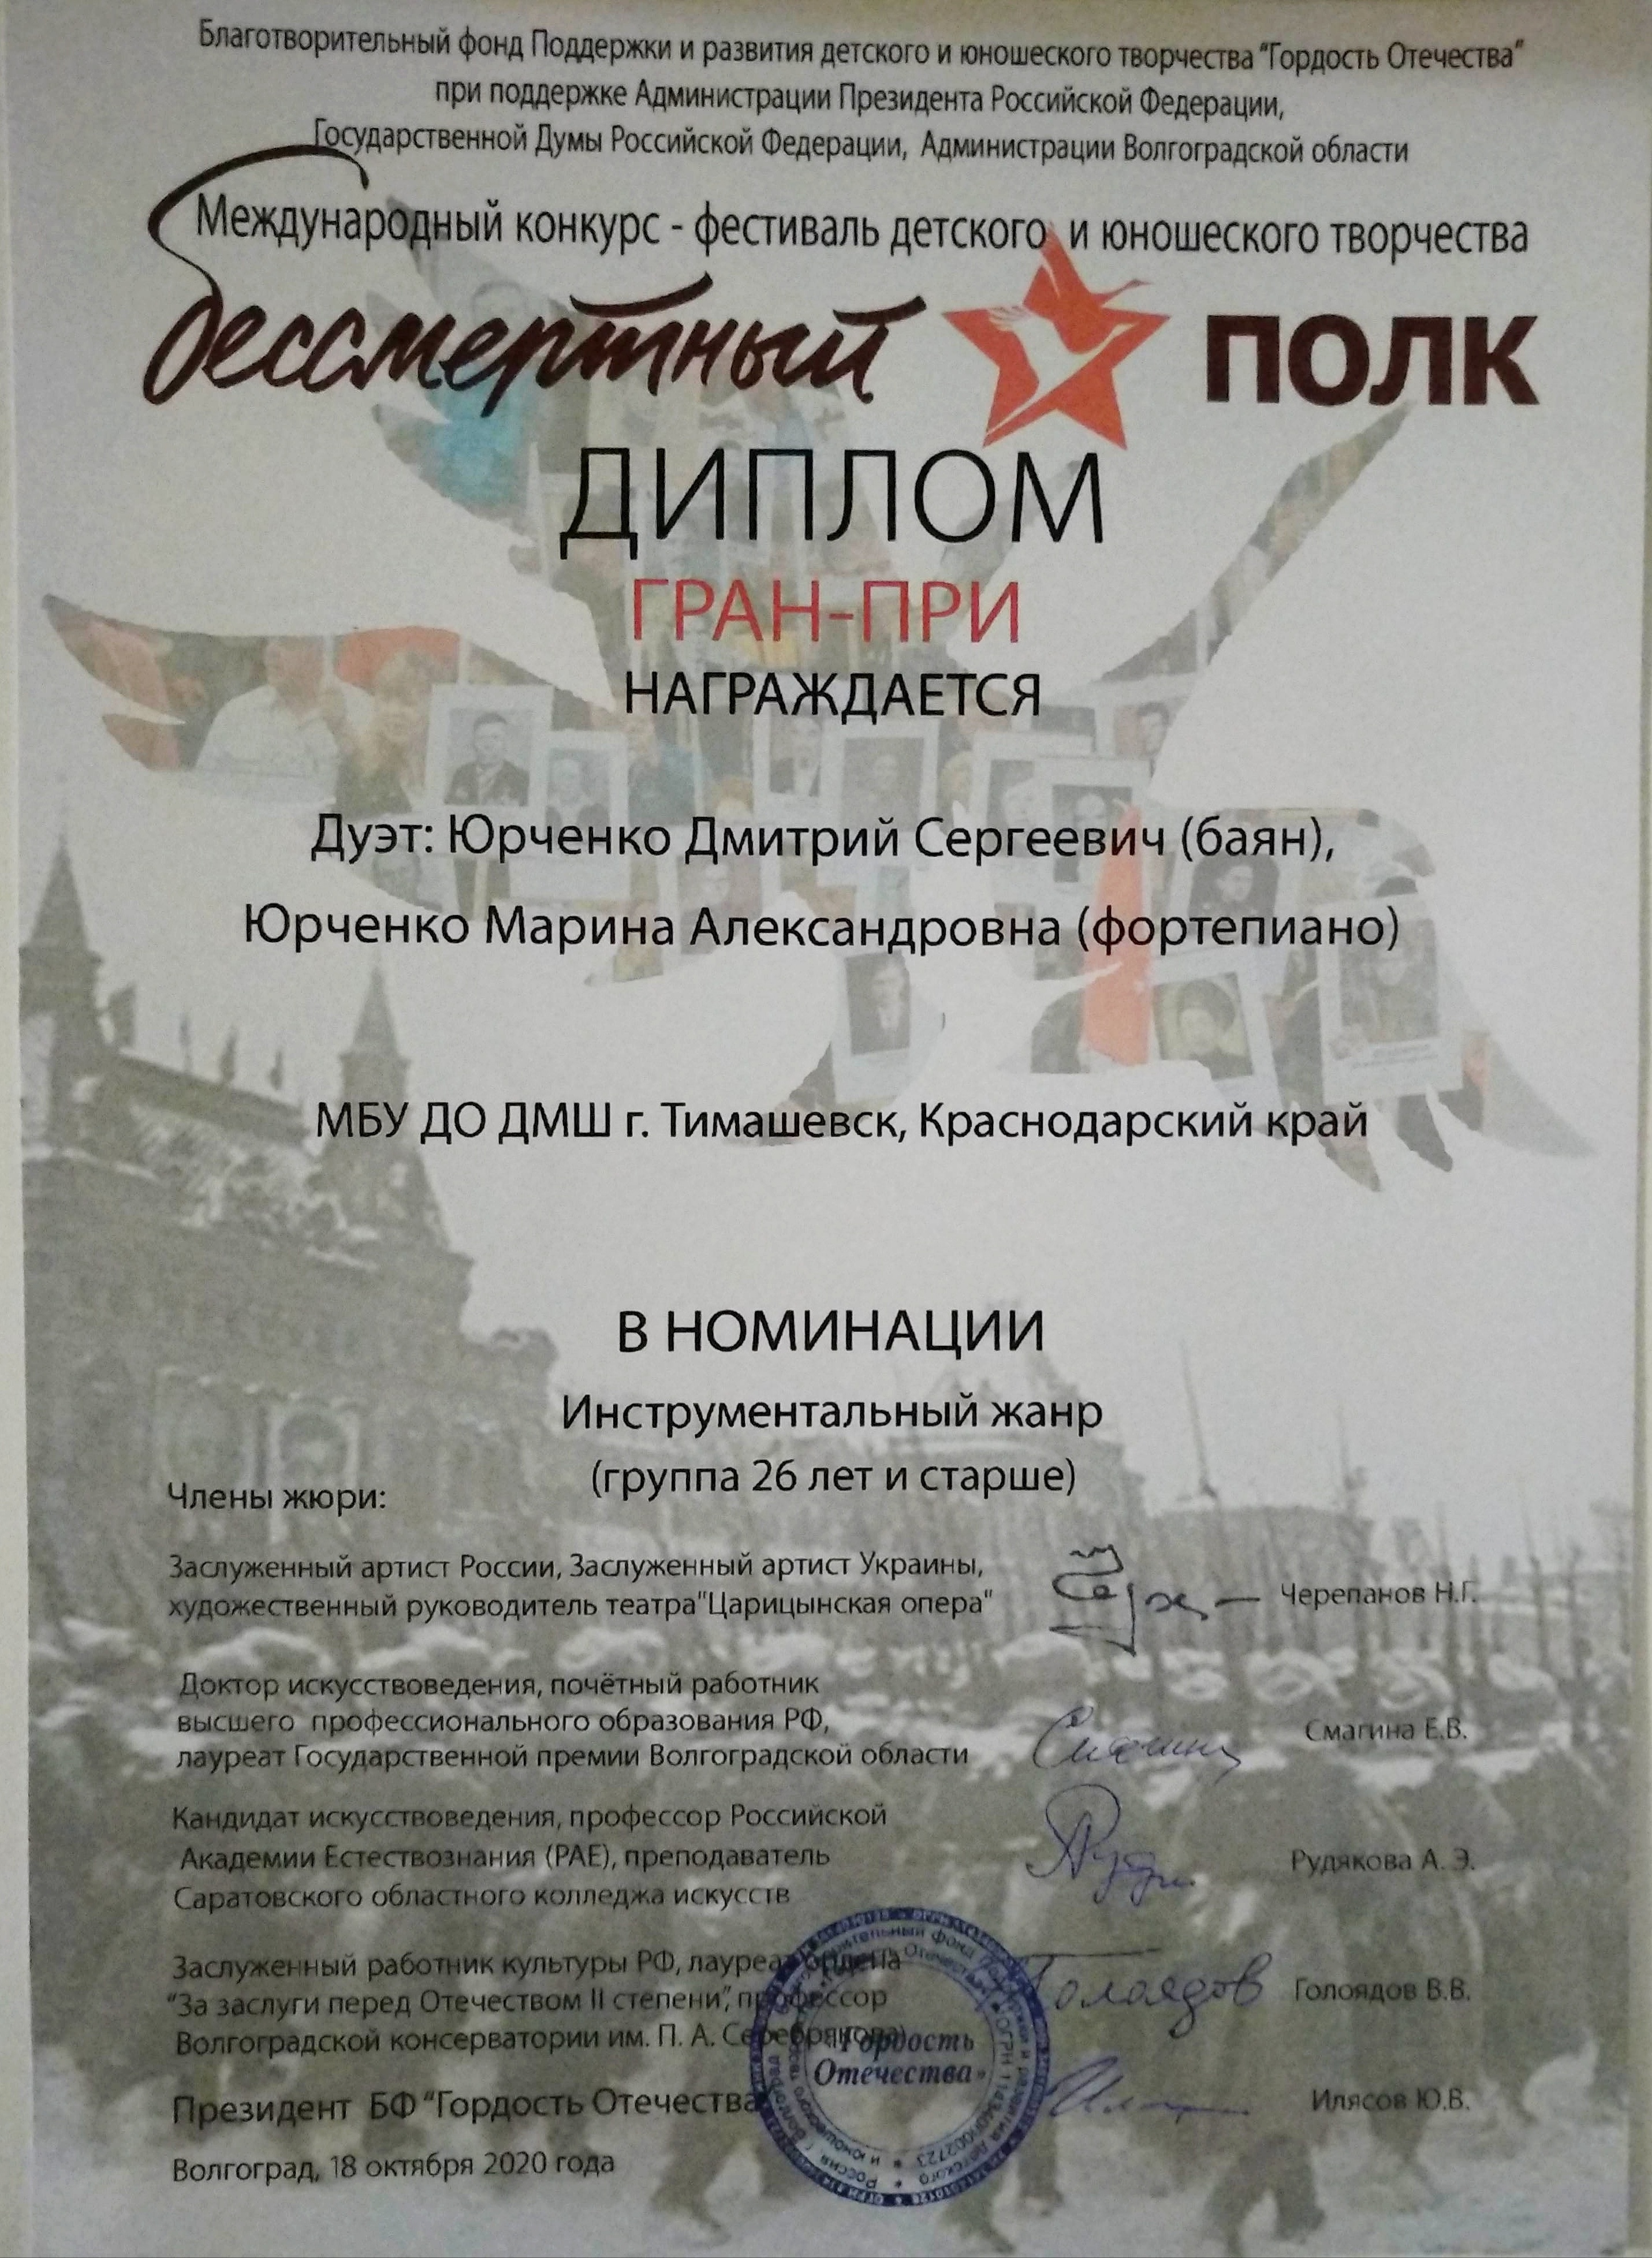 Благотворительный фонд Поддержки и развития детского и юношеского творчества "Гордость Отечества"
при поддержке Администрации Президента Российской Федерации,
Государственной Думы Российской Федерации, Администрации Волгоградской области
Международный конкурс - фестиваль детского и юношеского творчества
бессмертный ПОЛК
ДИПЛОМ
ГРАН-ПРИ
НАГРАЖДАЕТСЯ
Дуэт: Юрченко Дмитрий Сергеевич (баян),
Юрченко Марина Александровна (фортепиано)
МБУ ДО ДМШ г. Тимашевск, Краснодарский край
В НОМИНАЦИИ
Инструментальный жанр
(группа 26 лет и старше)
Члены жюри:
Заслуженный артист России, Заслуженный артист Украины,
художественный руководитель театра"Царицынская опера"
Черепанов Н.Г.
Доктор искусствоведения, почётный работник
высшего профессионального образования РФ,
лауреат Государственной премии Волгоградской области
Смагина Е.В.
Кандидат искусствоведения, профессор Российской
Академии Естествознания (РАЕ), преподаватель
Саратовского областного колледжа искусств
Рудякова А. Э.
Заслуженный работник культуры РФ, лауреат ордена
"За заслуги перед Отечеством II степени", профессор
Волгоградской консерватории им. П. А. Серебрякова)
Голоядов
Голоядов В.В.
«Гордость
Отечества»
Президент БФ "Гордость Отечества"
Илясов Ю.В.
Волгоград, 18 октября 2020 года